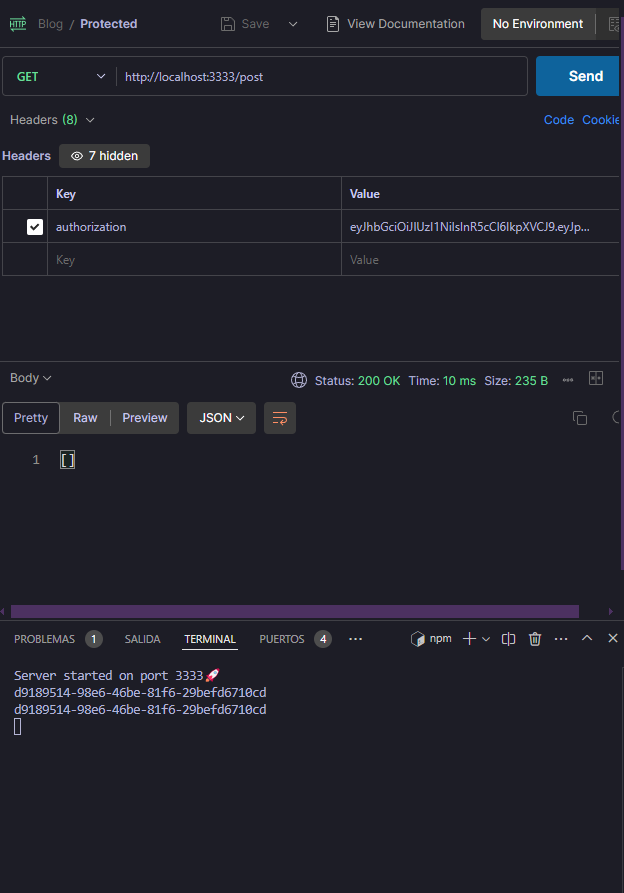 HTTP Blog / Protected Save View Documentation No Environment
GET http://localhost:3333/post Send
Headers (8) Code Cookie
Headers 7 hidden
Key Value
authorization eyJhbGciOiJIUzI1NiIsInR5cCI6IkpXVCJ9.eyJp...
Key Value
Body Status: 200 OK Time: 10 ms Size: 235 B
Pretty Raw Preview JSON
1 []
PROBLEMAS 1 SALIDA TERMINAL PUERTOS 4 npm
Server started on port 3333🚀
d9189514-98e6-46be-81f6-29befd6710cd
d9189514-98e6-46be-81f6-29befd6710cd